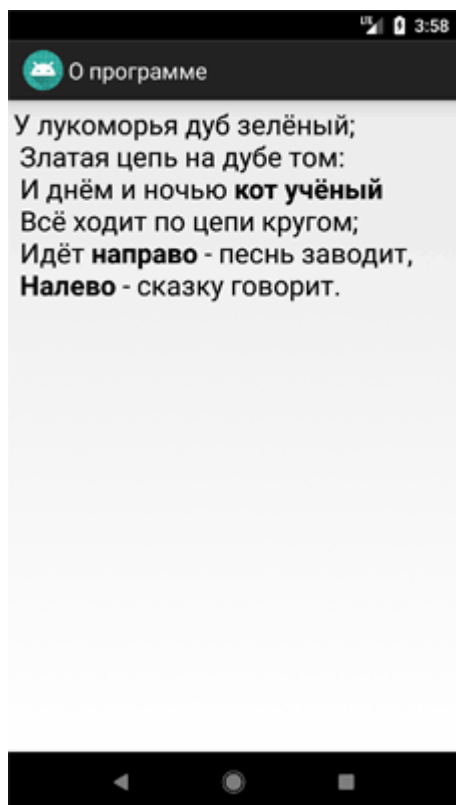 LTE 3:58
О программе
У лукоморья дуб зелёный;
Златая цепь на дубе том:
И днём и ночью кот учёный
Всё ходит по цепи кругом;
Идёт направо - песнь заводит,
Налево - сказку говорит.